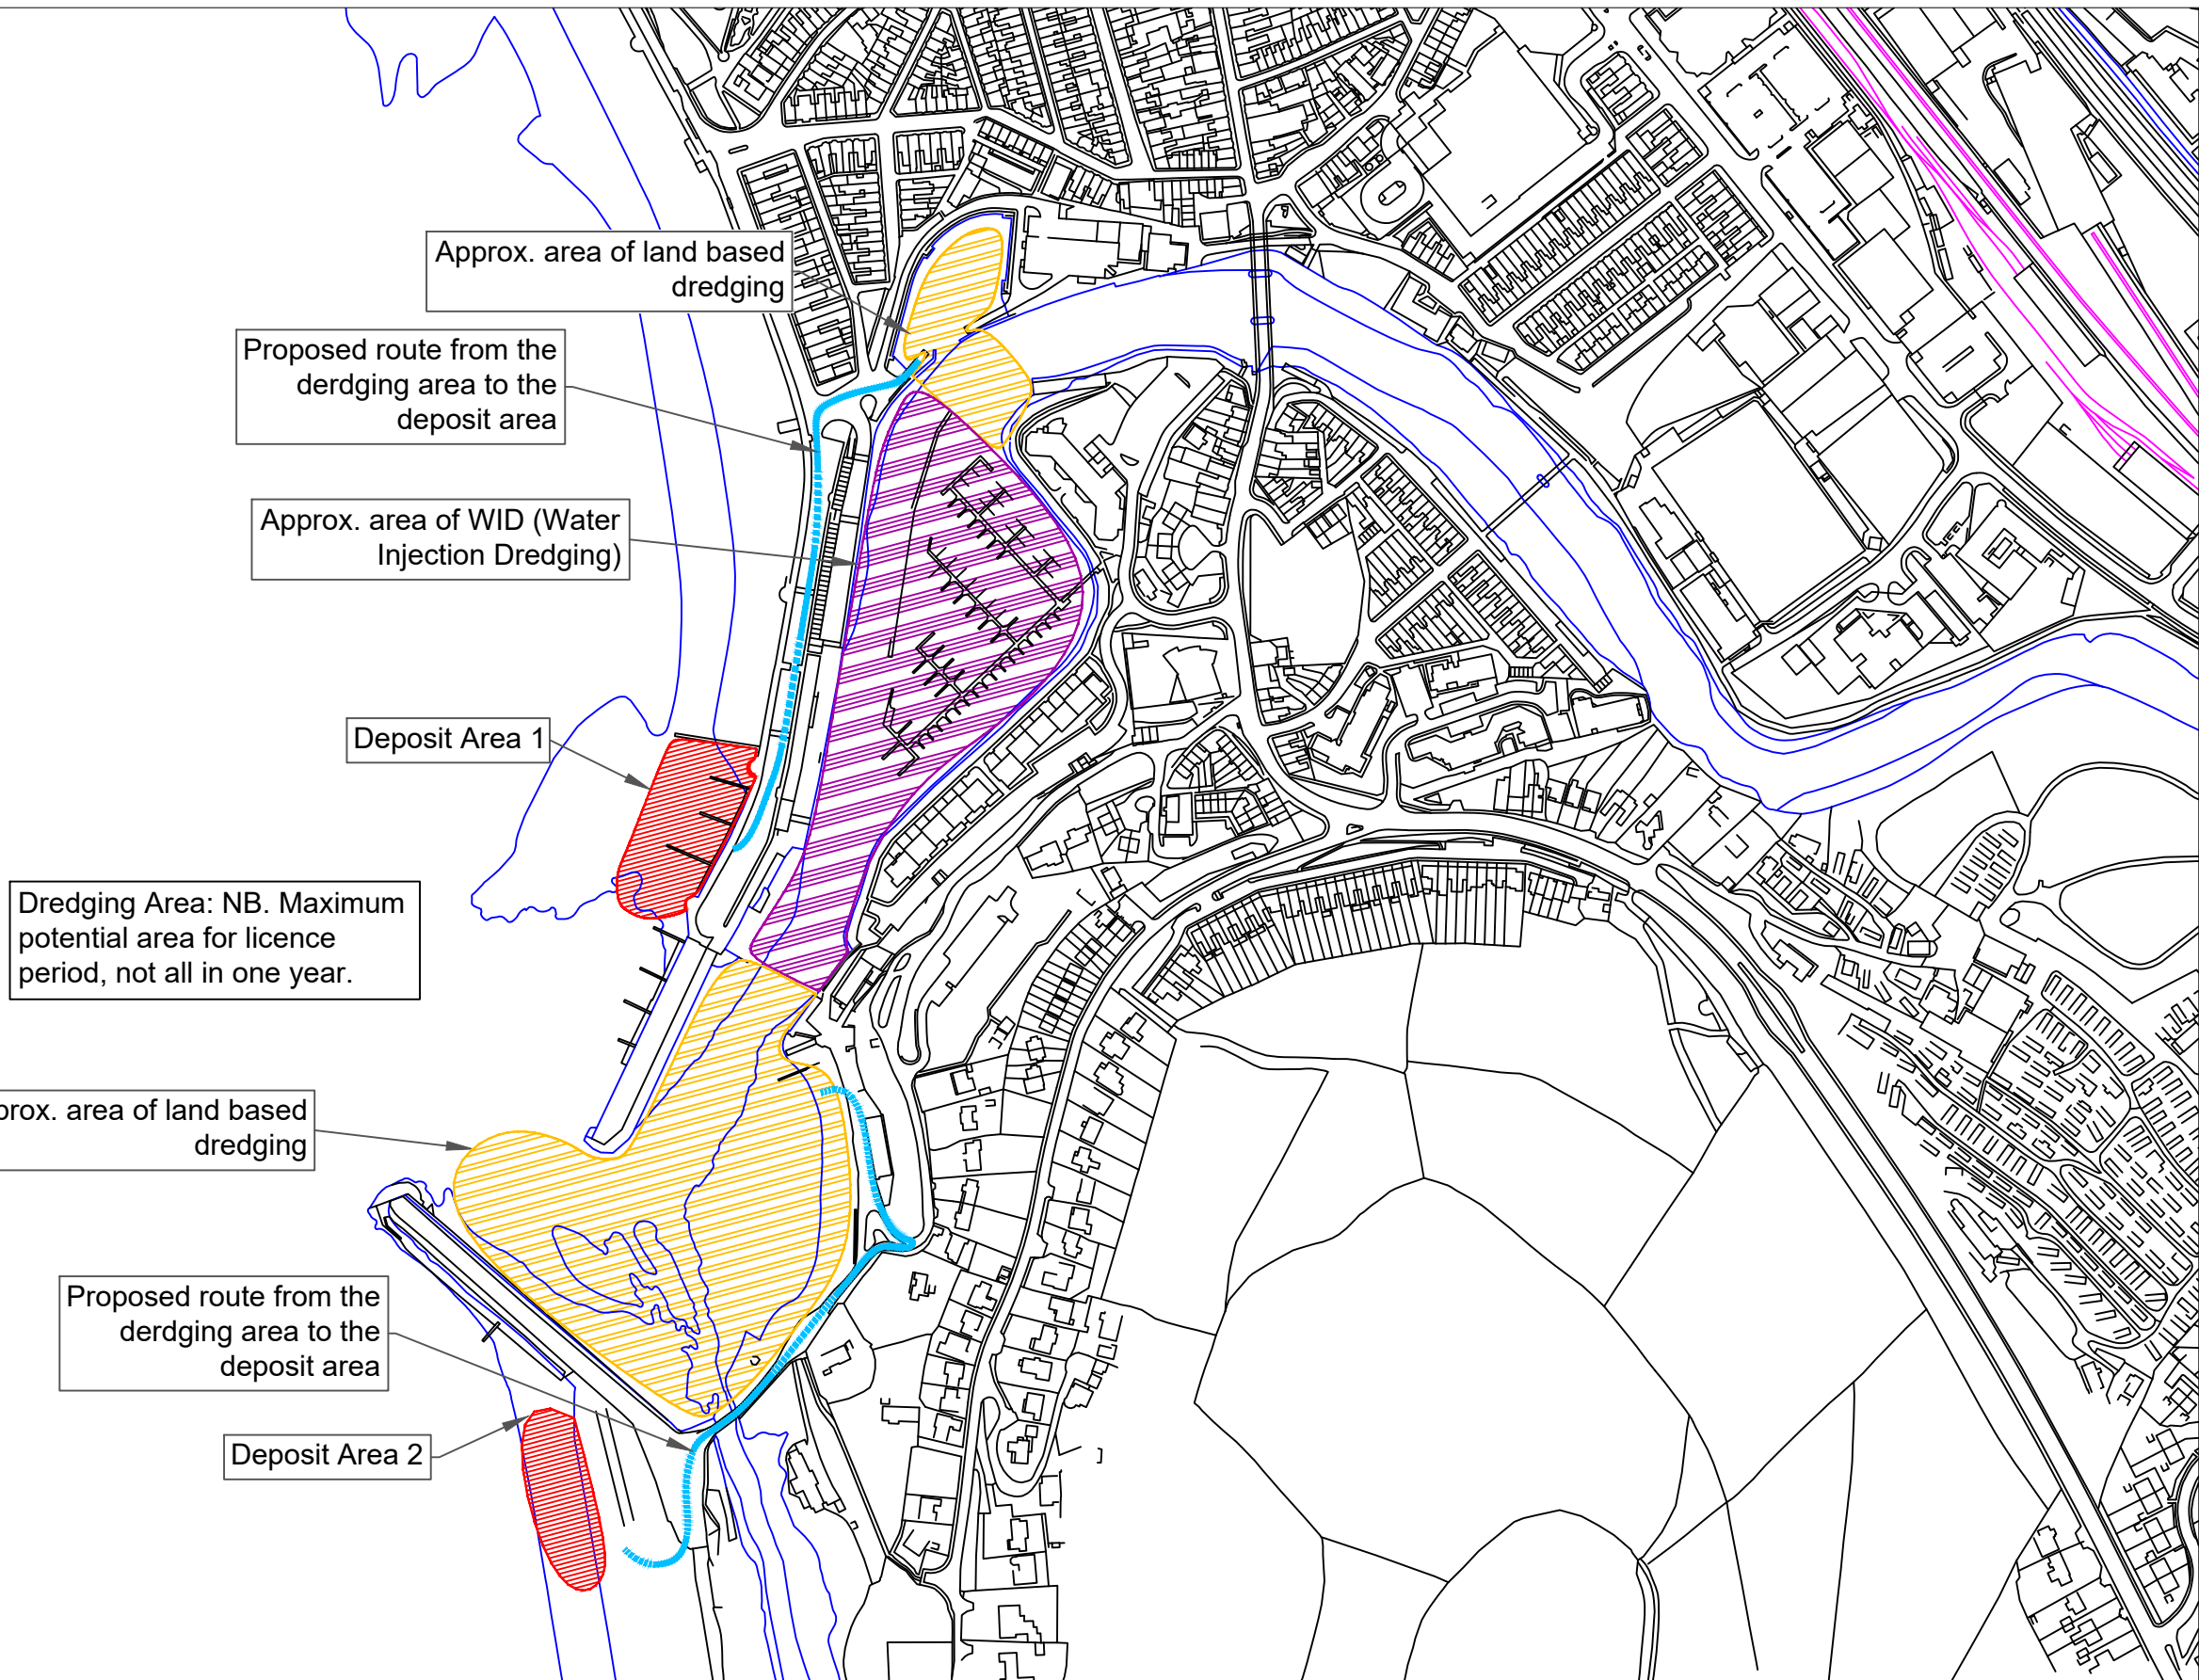 Approx. area of land based
dredging
Proposed route from the
derdging area to the
deposit area
Approx. area of WID (Water
Injection Dredging)
Deposit Area 1
Dredging Area: NB. Maximum
potential area for licence
period, not all in one year.
prox. area of land based
dredging
Proposed route from the
derdging area to the
deposit area
Deposit Area 2